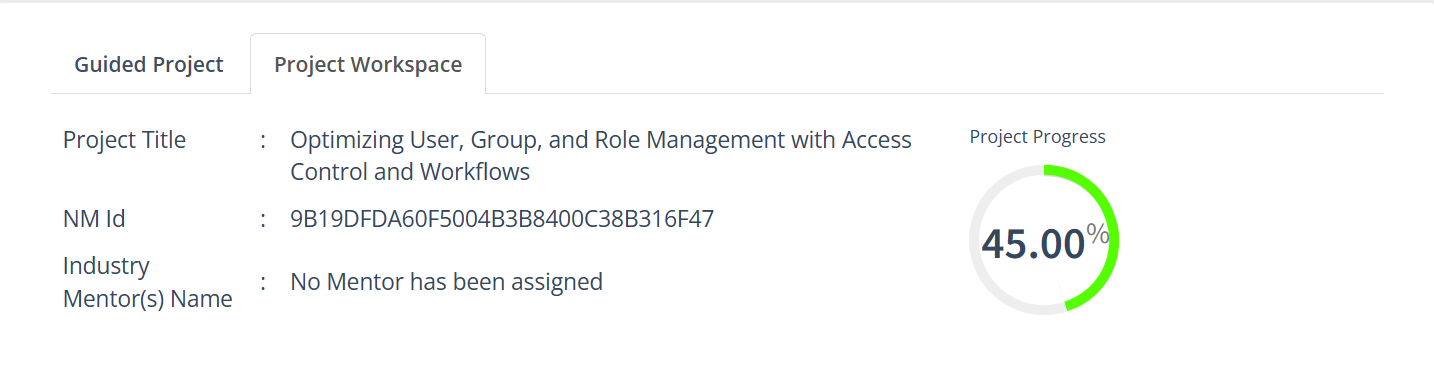 Guided Project
Project Workspace
Project Title : Optimizing User, Group, and Role Management with Access
Control and Workflows
NM Id : 9B19DFDA60F5004B3B8400C38B316F47
Industry
Mentor(s) Name : No Mentor has been assigned
Project Progress
45.00%